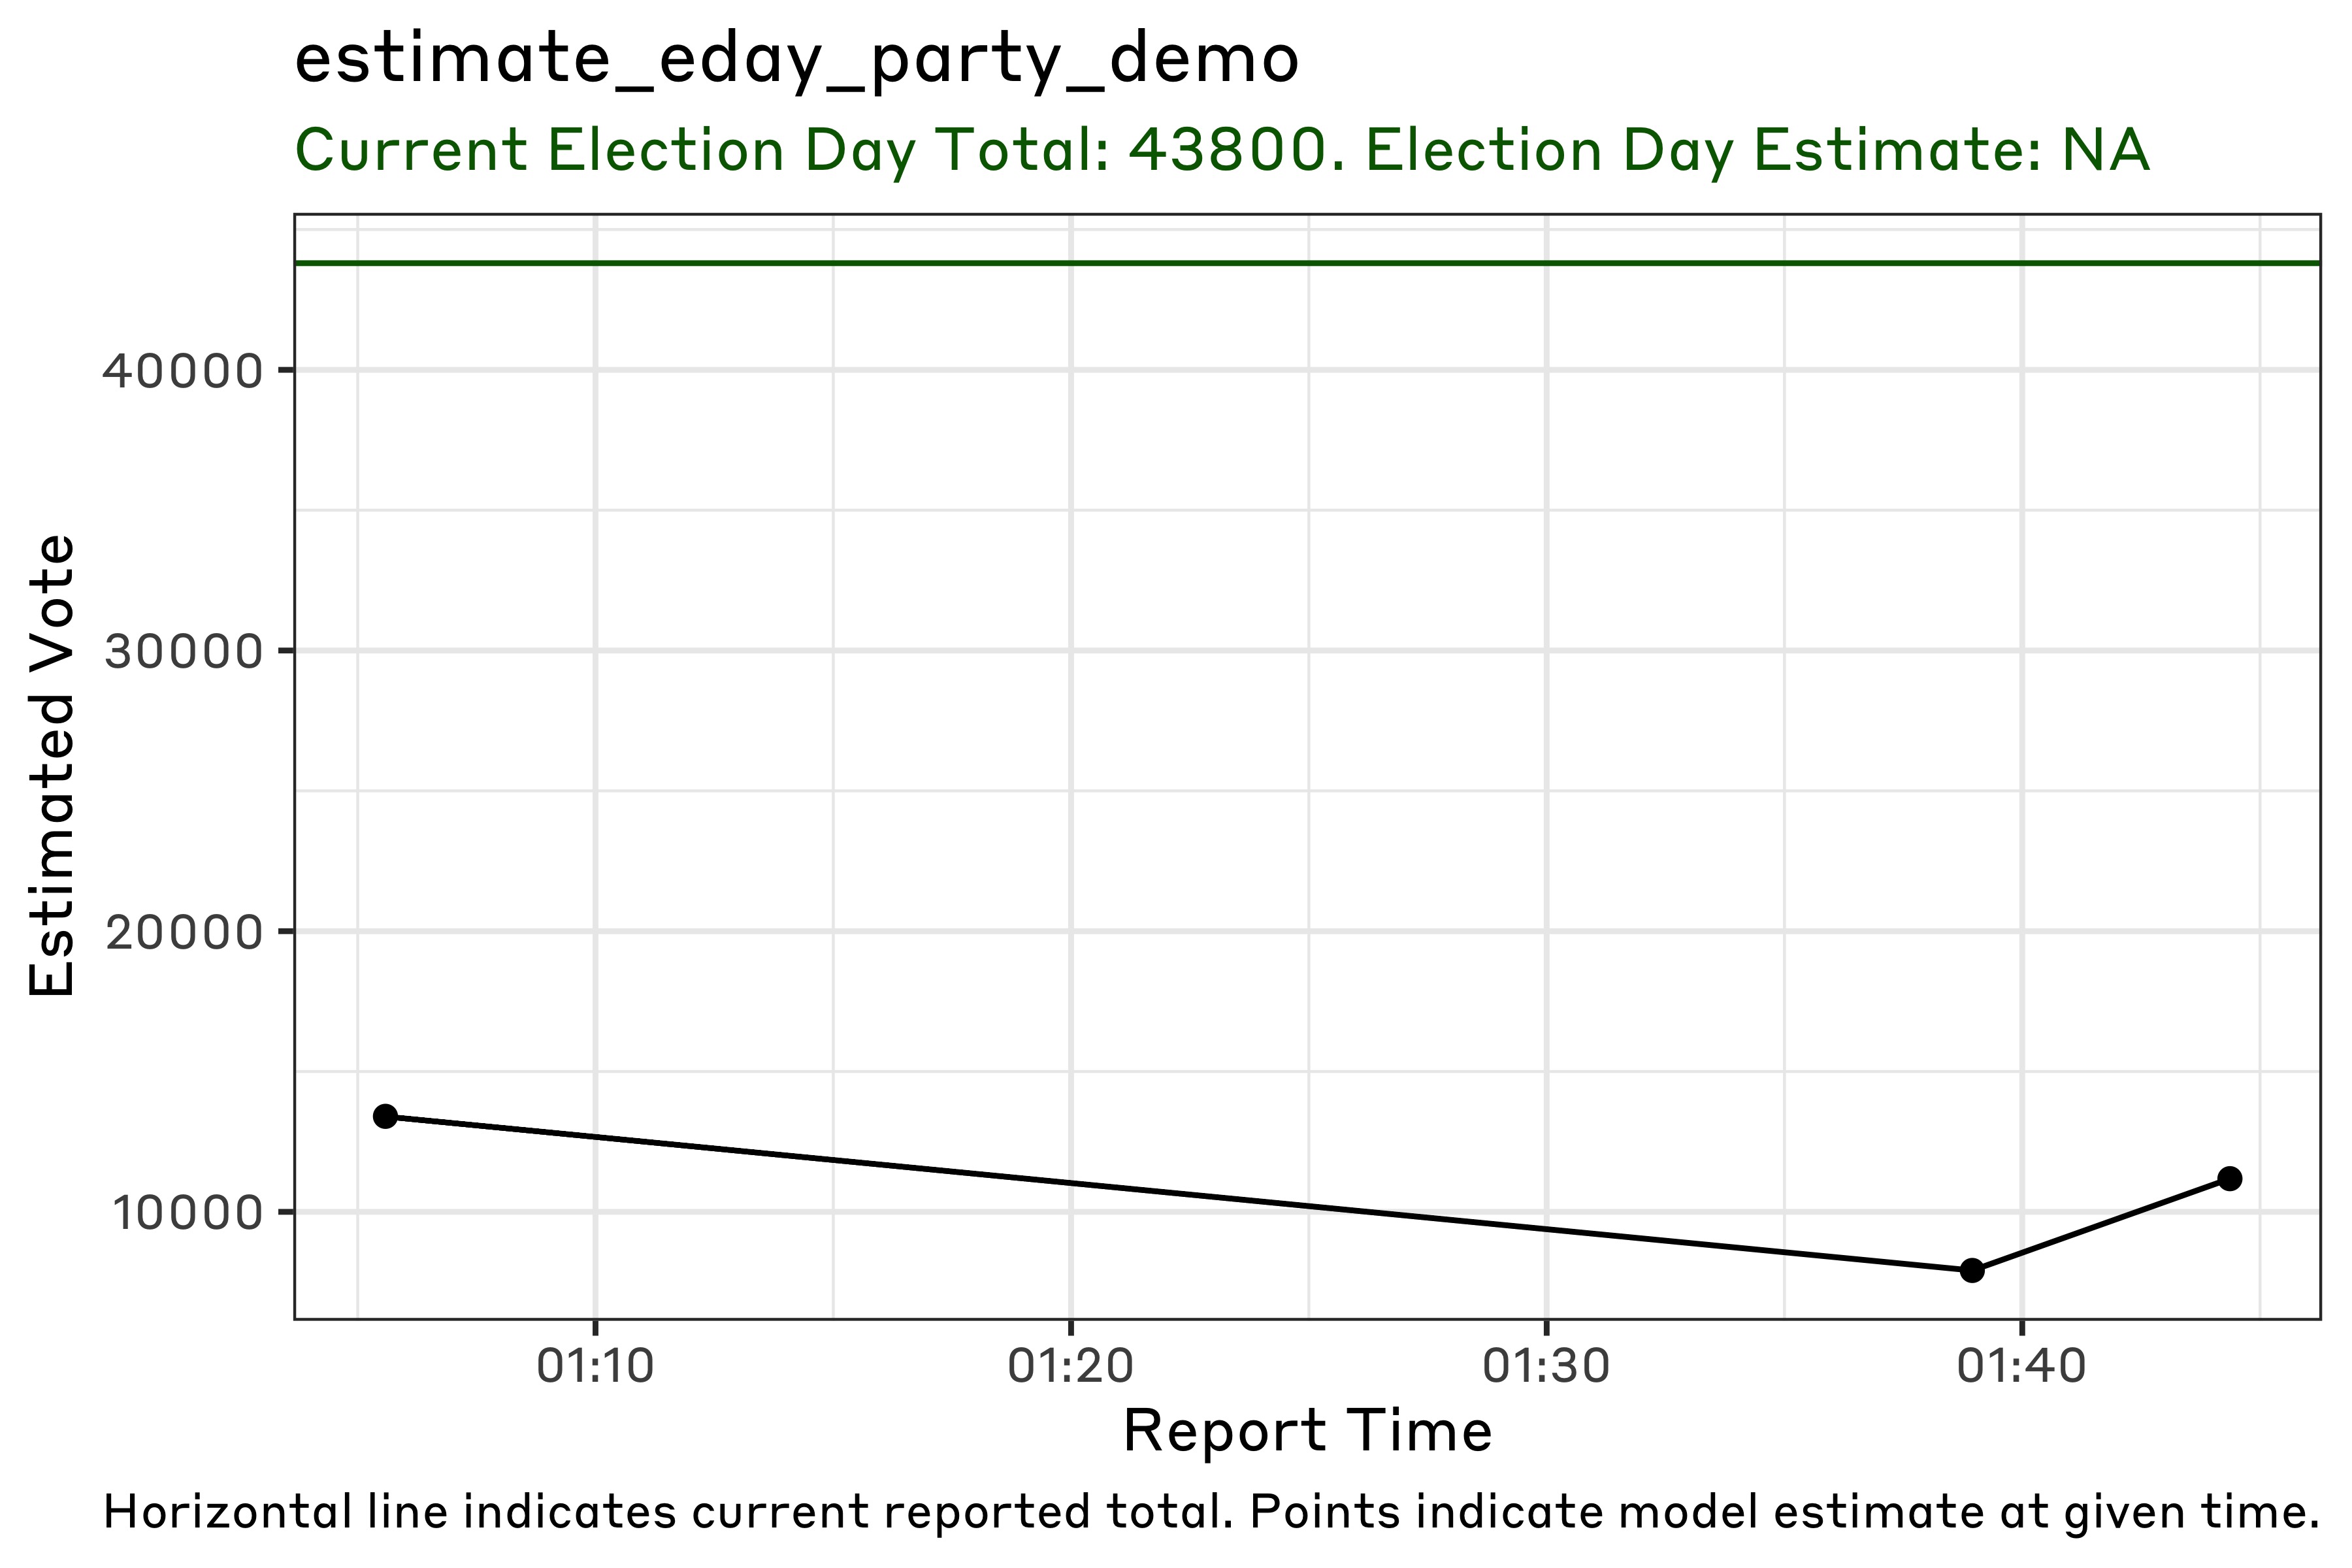 estimate_eday_party_demo
Current Election Day Total: 43800. Election Day Estimate: NA
Estimated Vote
40000
30000
20000
10000
01:10 01:20 01:30 01:40
Report Time
Horizontal line indicates current reported total. Points indicate model estimate at given time.